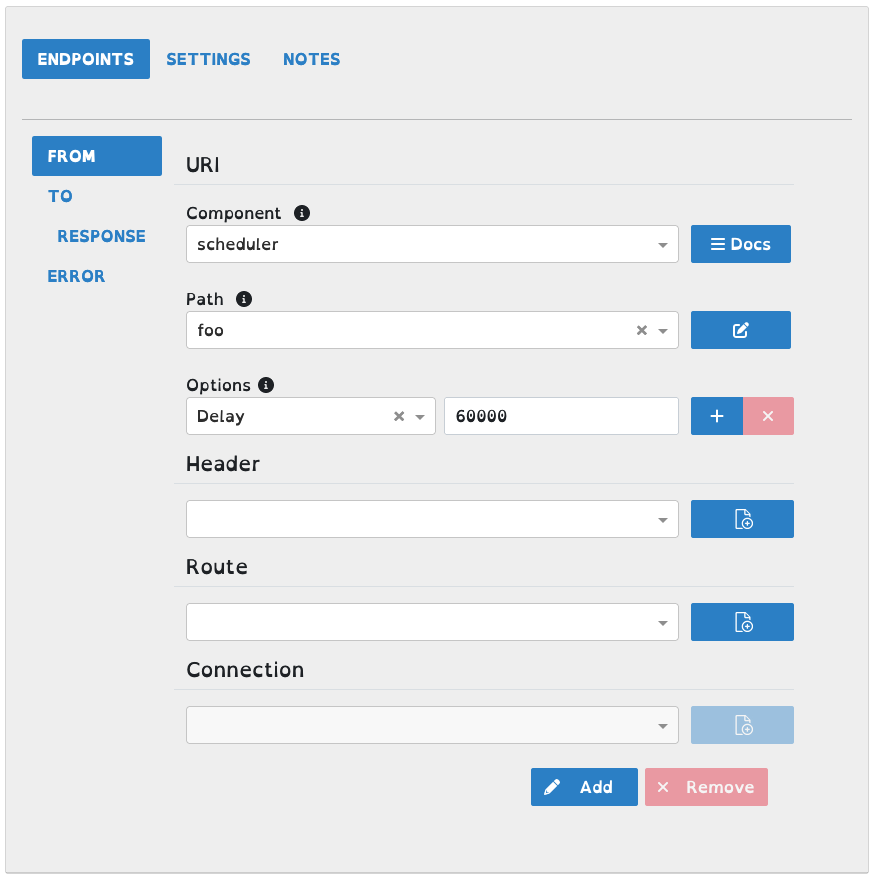 ENDPOINTS SETTINGS NOTES
FROM
TO
RESPONSE
ERROR
URI
Component
scheduler
Docs
Path
foo
Options
Delay
60000
Header
Route
Connection
Add
Remove